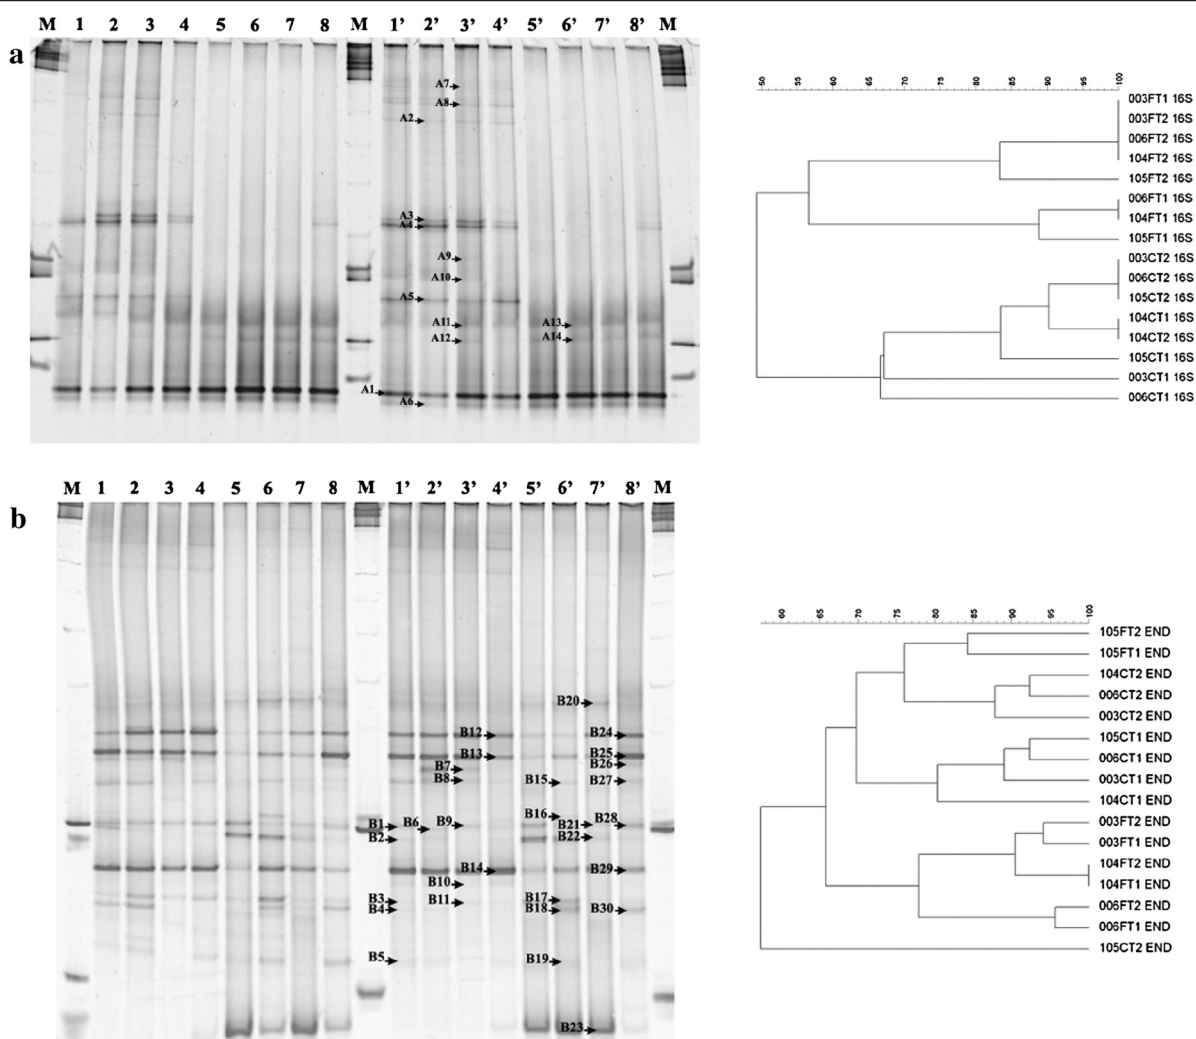 a
M 1 2 3 4 5 6 7 8 M 1’ 2’ 3’ 4’ 5’ 6’ 7’ 8’ M
A7
A8
A2
A3
A4
A9
A10
A5
A11 A13
A12 A14
A1
A6
50 55 60 65 70 75 80 85 90 95 100
003FT1 16S
003FT2 16S
006FT2 16S
104FT2 16S
105FT2 16S
006FT1 16S
104FT1 16S
105FT1 16S
003CT2 16S
006CT2 16S
105CT2 16S
104CT1 16S
104CT2 16S
105CT1 16S
003CT1 16S
006CT1 16S
b
M 1 2 3 4 5 6 7 8 M 1’ 2’ 3’ 4’ 5’ 6’ 7’ 8’ M
B20
B12 B24
B13 B25
B7 B26
B8 B15 B27
B16 B28
B1 B6 B9 B21
B2 B22
B14 B29
B10
B3 B11 B17
B4 B18 B30
B5 B19
B23
60 65 70 75 80 85 90 95 100
105FT2 END
105FT1 END
104CT2 END
006CT2 END
003CT2 END
105CT1 END
006CT1 END
003CT1 END
104CT1 END
003FT2 END
003FT1 END
104FT2 END
104FT1 END
006FT2 END
006FT1 END
105CT2 END